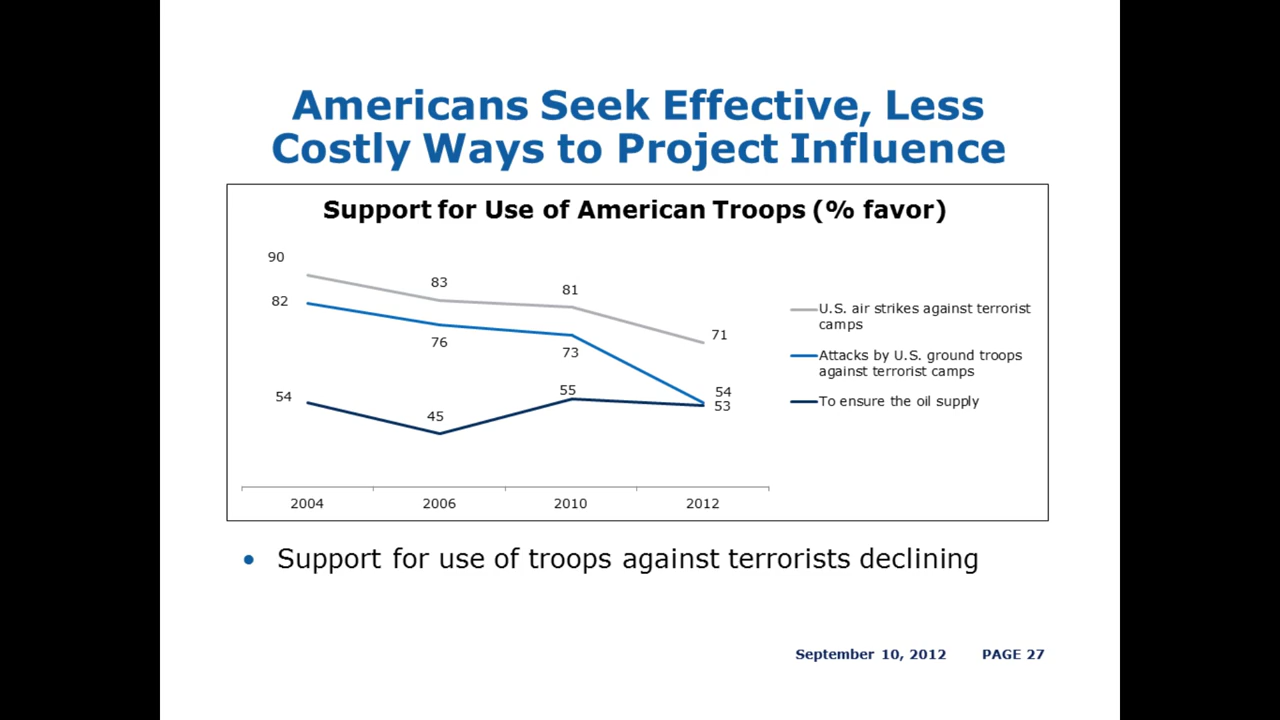 Americans Seek Effective, Less
Costly Ways to Project Influence
Support for Use of American Troops (% favor)
90
83
81
71
82
76
73
54
54
45
55
53
U.S. air strikes against terrorist
camps
Attacks by U.S. ground troops
against terrorist camps
To ensure the oil supply
2004 2006 2010 2012
• Support for use of troops against terrorists declining
September 10, 2012 PAGE 27